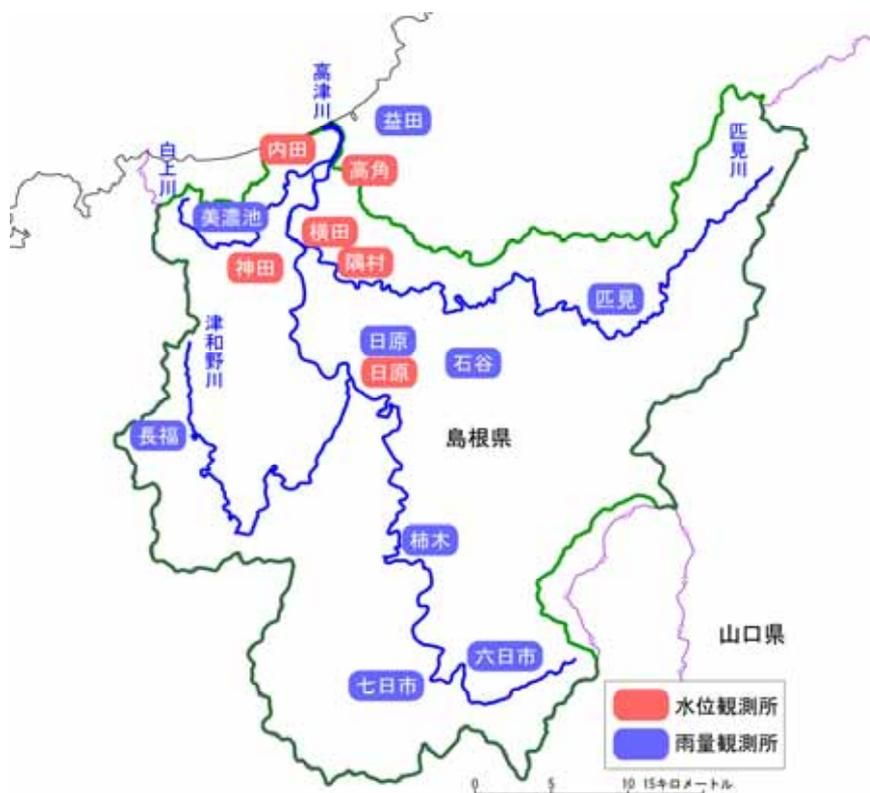 高津川
益田
匹見川
白上川
内田
高角
美濃池
横田
神田
隅村
匹見
津和野川
日原
石谷
日原
長福
島根県
柿木
山口県
六日市
七日市
水位観測所
雨量観測所
0 5 10 15キロメートル